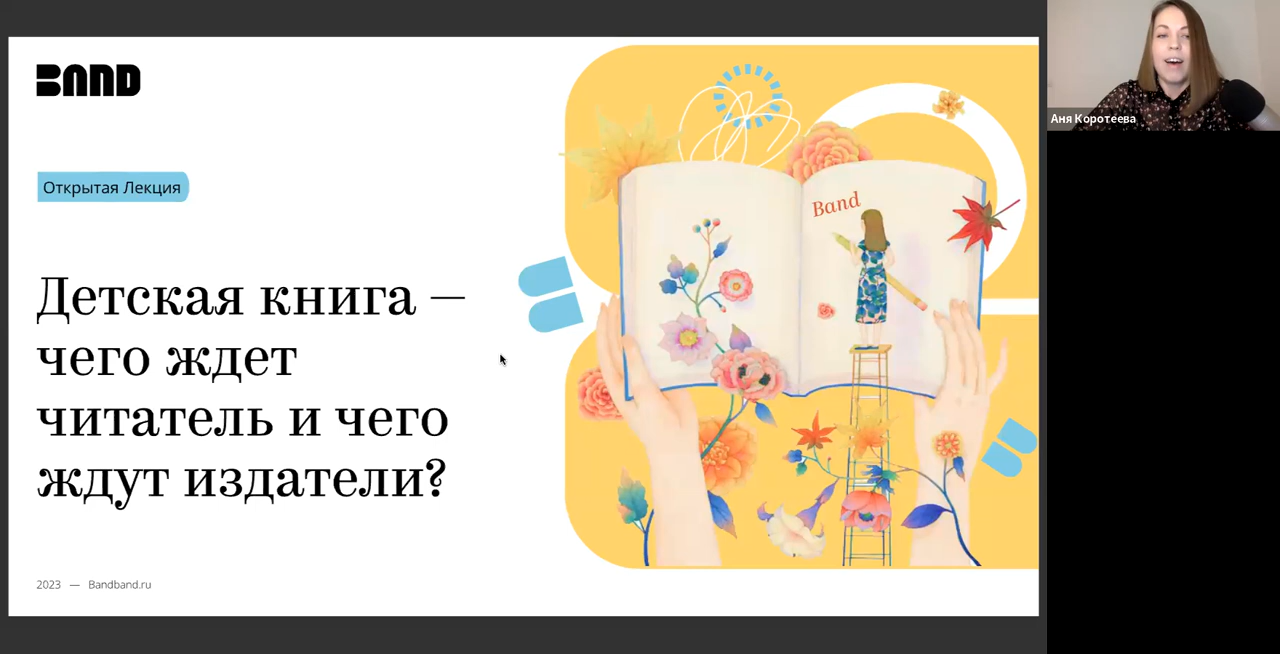 BAND
Открытая Лекция
Детская книга —
чего ждет
читатель и чего
ждут издатели?
2023 — Bandband.ru
Band
Аня Коротеева